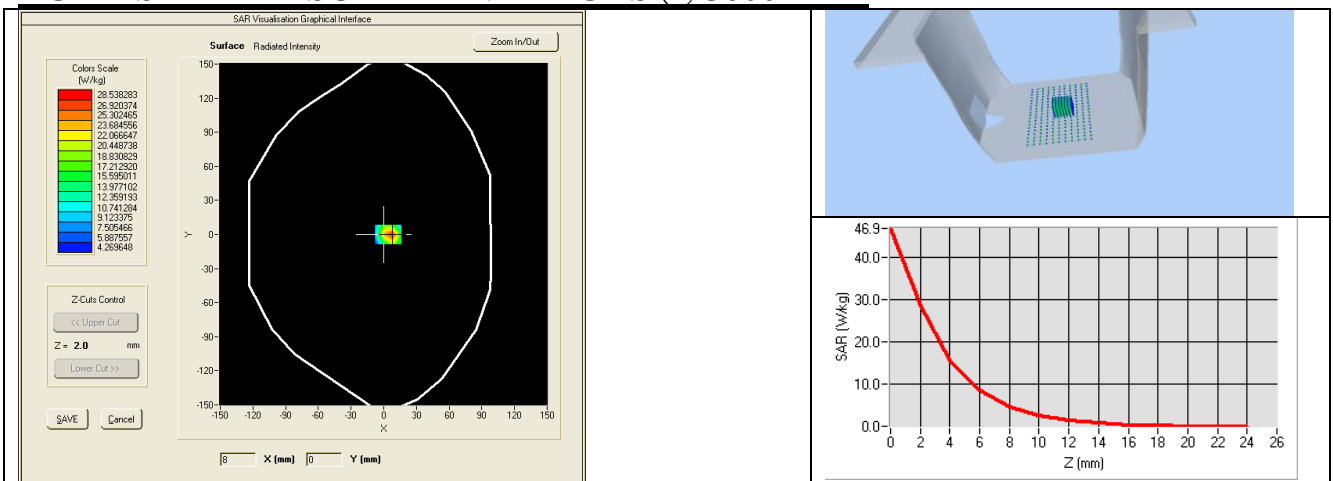 SAR Visualisation Graphical Interface
Surface Radiated Intensity
Zoom In/Out
Colors Scale
(W/kg)
28.538283
26.920374
25.302465
23.684556
22.066647
20.448738
18.830829
17.212920
15.595011
13.977102
12.359193
10.741284
9.123375
7.505466
5.887557
4.269648
Z-Cuts Control
<< Upper Cut
Z = 2.0 mm
Lower Cut >>
SAVE Cancel
150
120
90
60
30
0
-30
-60
-90
-120
-150
Y
-150 -120 -90 -60 -30 0 30 60 90 120 150
X
8 X (mm) 0 Y (mm)
46.9
40.0
30.0
20.0
10.0
0.0
SAR (W/kg)
0 2 4 6 8 10 12 14 16 18 20 22 24 26
Z (mm)